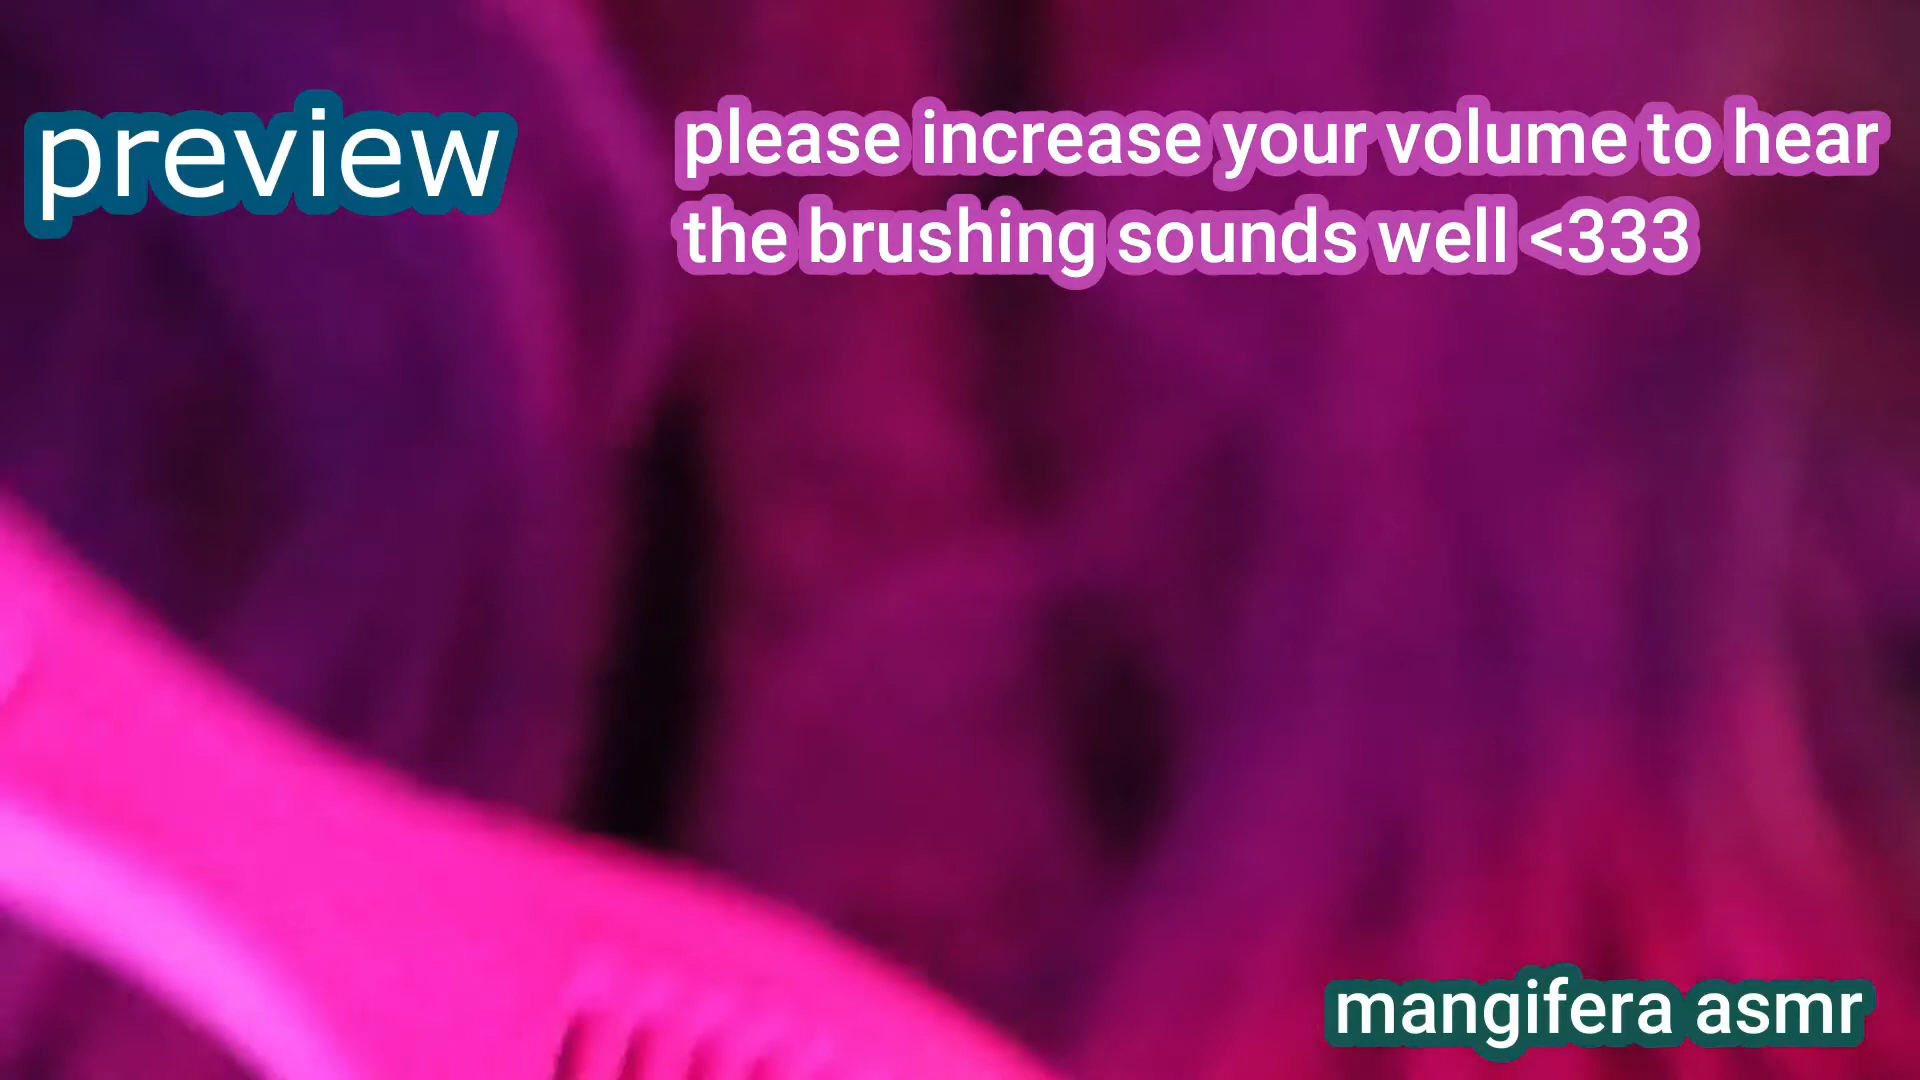 preview
please increase your volume to hear
the brushing sounds well <333
mangifera asmr